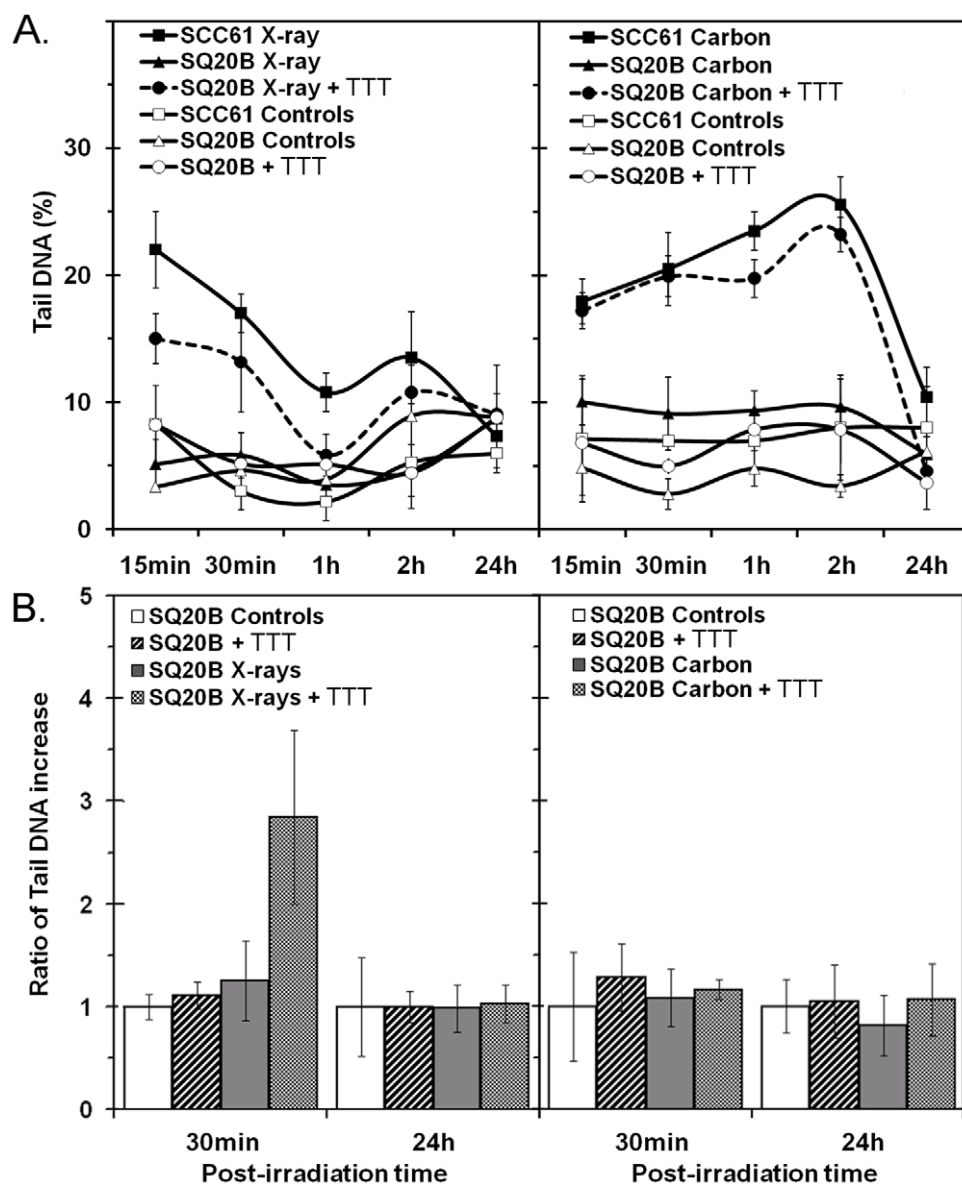 A.
SCC61 X-ray
SQ20B X-ray
SQ20B X-ray + TTT
SCC61 Controls
SQ20B Controls
SQ20B + TTT
SCC61 Carbon
SQ20B Carbon
SQ20B Carbon + TTT
SCC61 Controls
SQ20B Controls
SQ20B + TTT
Tail DNA (%)
30
20
10
0
15min 30min 1h 2h 24h
15min 30min 1h 2h 24h
B.
SQ20B Controls
SQ20B + TTT
SQ20B X-rays
SQ20B X-rays + TTT
SQ20B Controls
SQ20B + TTT
SQ20B Carbon
SQ20B Carbon + TTT
Ratio of Tail DNA increase
5
4
3
2
1
0
30min 24h
30min 24h
Post-irradiation time
Post-irradiation time